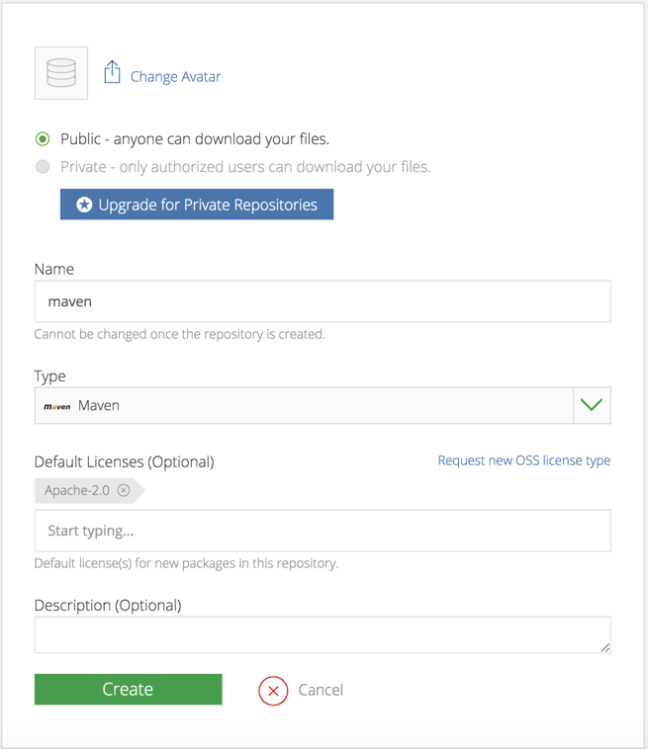 Change Avatar
Public - anyone can download your files.
Private - only authorized users can download your files.
Upgrade for Private Repositories
Name
maven
Cannot be changed once the repository is created.
Type
maven Maven
Default Licenses (Optional)
Request new OSS license type
Apache-2.0
Start typing...
Default license(s) for new packages in this repository.
Description (Optional)
Create
Cancel